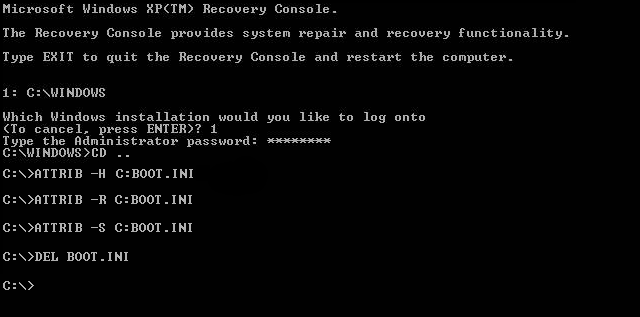 Microsoft Windows XP(TM) Recovery Console.
The Recovery Console provides system repair and recovery functionality.
Type EXIT to quit the Recovery Console and restart the computer.
1: C:\WINDOWS
Which Windows installation would you like to log onto
(To cancel, press ENTER)? 1
Type the Administrator password: ********
C:\WINDOWS>CD ..
C:\>ATTRIB -H C:BOOT.INI
C:\>ATTRIB -R C:BOOT.INI
C:\>ATTRIB -S C:BOOT.INI
C:\>DEL BOOT.INI
C:\>